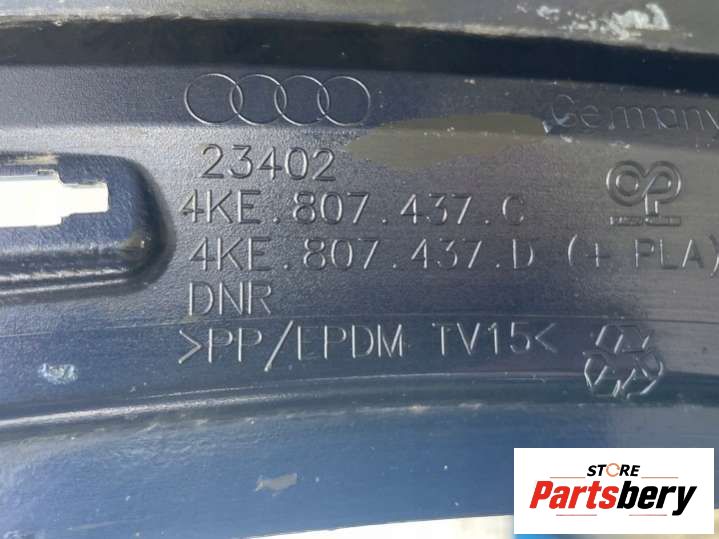 Germany
23402
4KE.807.437.C
4KE.807.437.D (+ PLA)
DNR
>PP/EPDM TV15<
STORE
Partsbery